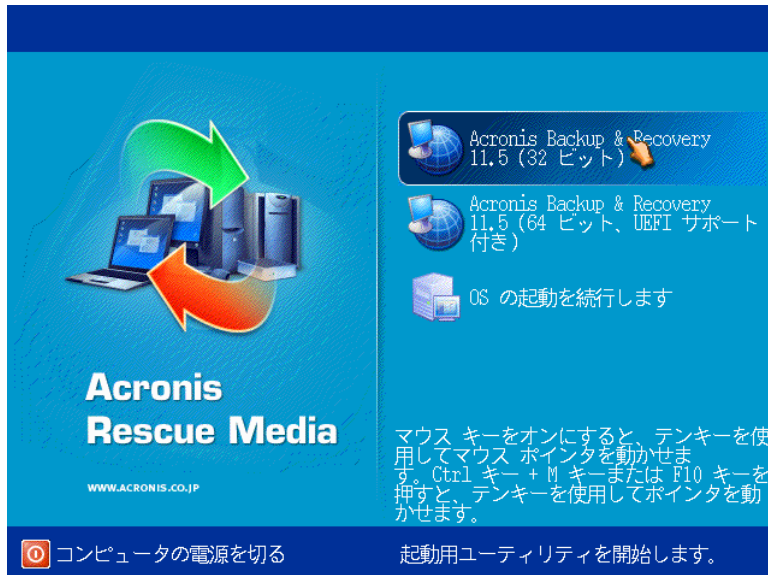 Acronis Backup & Recovery
11.5 (32 ビット)
Acronis Backup & Recovery
11.5 (64 ビット、UEFI サポート
付き)
OS の起動を続行します
Acronis
Rescue Media
WWW.ACRONIS.CO.JP
マウス キーをオンにすると、テンキーを使
用してマウス ポインタを動かせま
す。Ctrl キー + M キーまたは F10 キーを
押すと、テンキーを使用してポインタを動
かせます。
コンピュータの電源を切る
起動用ユーティリティを開始します。